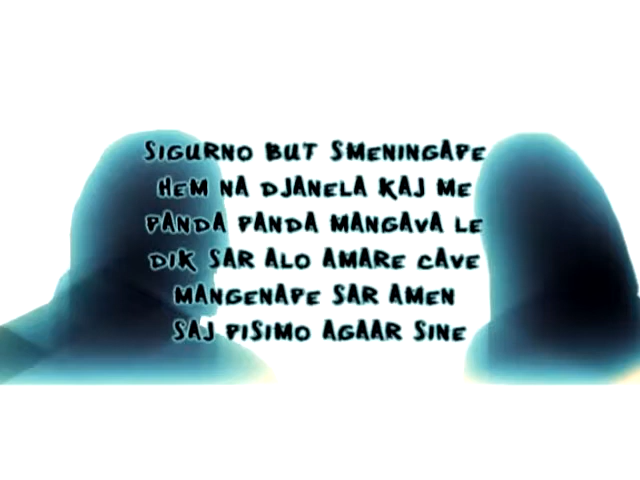 SIGURNO BUT SMENINGAPE
HEM NA DJANELA KAJ ME
PANDA PANDA MANGAVA LE
DIK SAR ALO AMARE CAVE
MANGENAPE SAR AMEN
SAJ PISIMO AGAAR SINE